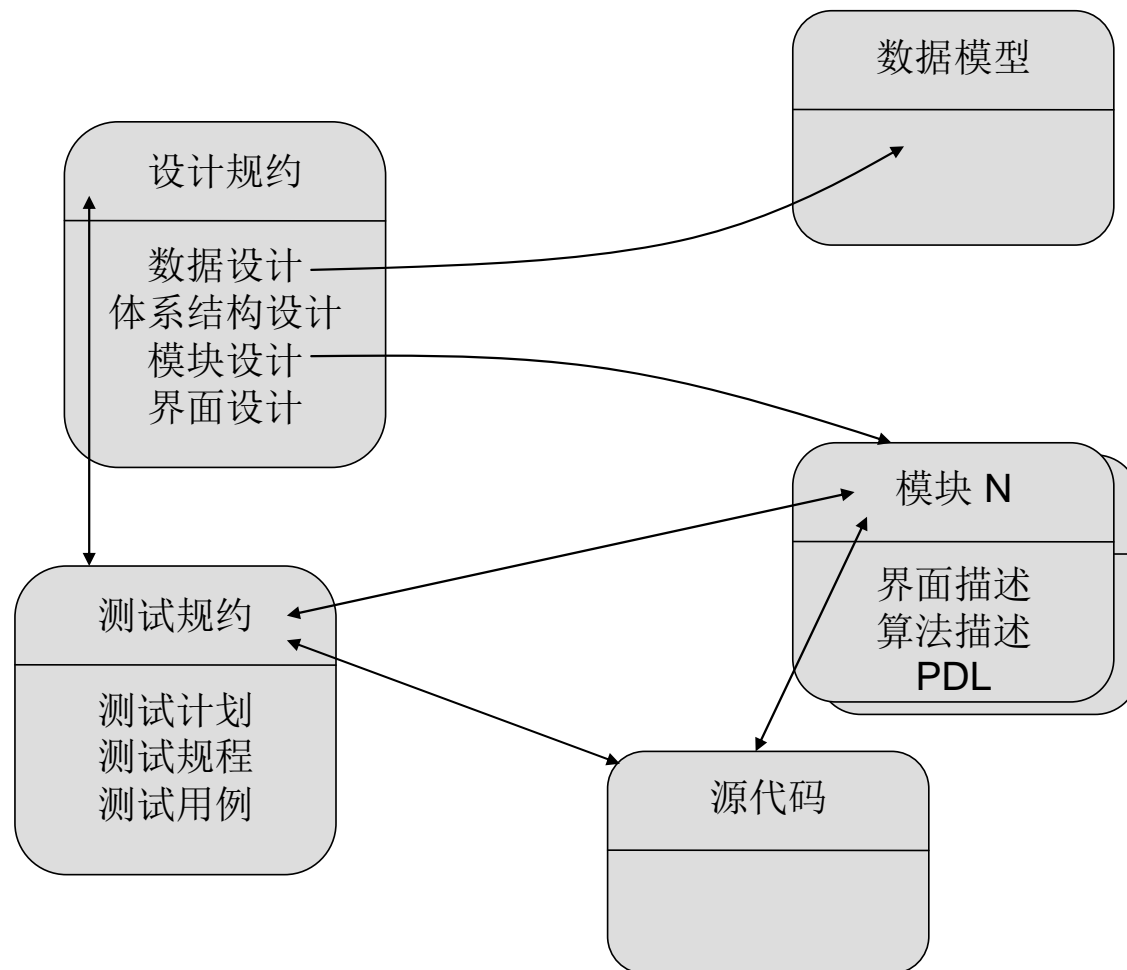 数据模型
设计规约
数据设计
体系结构设计
模块设计
界面设计
模块 N
界面描述
算法描述
PDL
测试规约
测试计划
测试规程
测试用例
源代码